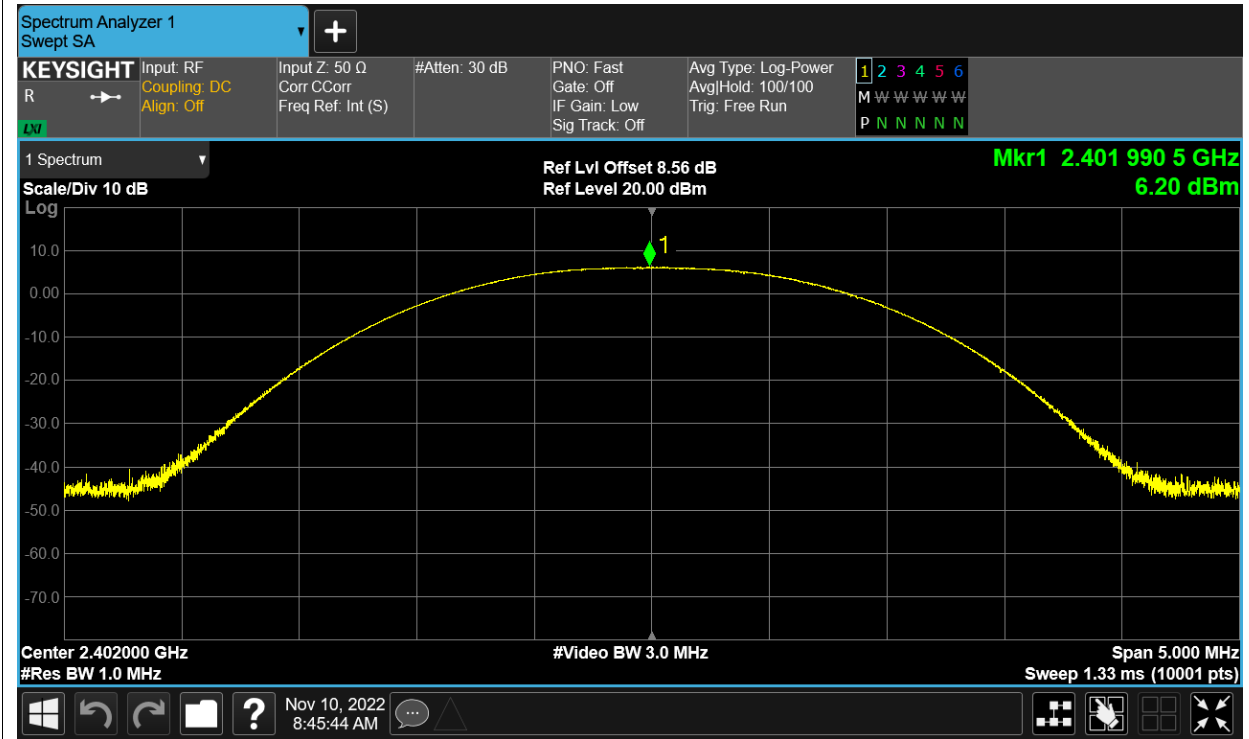 Spectrum Analyzer 1
Swept SA
KEYSIGHT
R
LXI
Input: RF
Coupling: DC
Align: Off
Input Z: 50 Ω
Corr CCorr
Freq Ref: Int (S)
#Atten: 30 dB
PNO: Fast
Gate: Off
IF Gain: Low
Sig Track: Off
Avg Type: Log-Power
Avg|Hold: 100/100
Trig: Free Run
1 2 3 4 5 6
M W W W W W
P N N N N N
1 Spectrum
Scale/Div 10 dB
Log
Ref Lvl Offset 8.56 dB
Ref Level 20.00 dBm
Mkr1 2.401 990 5 GHz
6.20 dBm
1
10.0
0.00
-10.0
-20.0
-30.0
-40.0
-50.0
-60.0
-70.0
Center 2.402000 GHz
#Res BW 1.0 MHz
#Video BW 3.0 MHz
Span 5.000 MHz
Sweep 1.33 ms (10001 pts)
?
Nov 10, 2022
8:45:44 AM